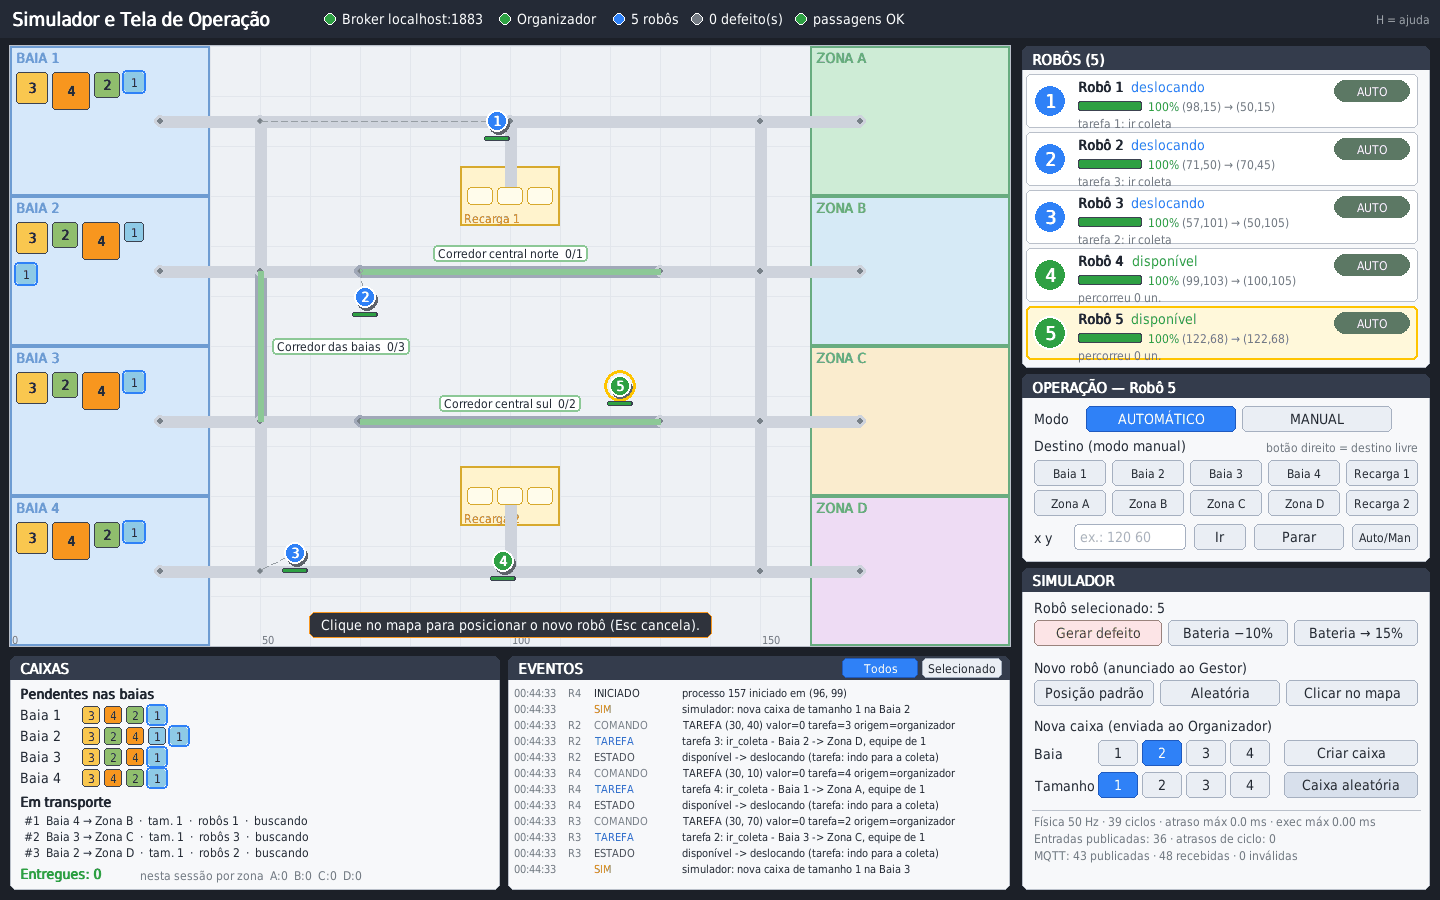 Simulador e Tela de Operação
Broker localhost:1883
Organizador
5 robôs
0 defeito(s)
passagens OK
H = ajuda
BAIA 1
3 4 2 1
BAIA 2
3 2 4 1
1
BAIA 3
3 2 4 1
BAIA 4
3 4 2 1
1
Recarga 1
Corredor central norte 0/1
2
Corredor das baias 0/3
5
Corredor central sul 0/2
3
4
ZONA A
ZONA B
ZONA C
ZONA D
Clique no mapa para posicionar o novo robô (Esc cancela).
0 50 100 150
ROBÔS (5)
1
Robô 1 deslocando
AUTO
100% (98,15) → (50,15)
tarefa 1: ir coleta
2
Robô 2 deslocando
AUTO
100% (71,50) → (70,45)
tarefa 3: ir coleta
3
Robô 3 deslocando
AUTO
100% (57,101) → (50,105)
tarefa 2: ir coleta
4
Robô 4 disponível
AUTO
100% (99,103) → (100,105)
percorreu 0 un.
5
Robô 5 disponível
AUTO
100% (122,68) → (122,68)
percorreu 0 un.
OPERAÇÃO — Robô 5
Modo AUTOMÁTICO MANUAL
Destino (modo manual) botão direito = destino livre
Baia 1 Baia 2 Baia 3 Baia 4 Recarga 1
Zona A Zona B Zona C Zona D Recarga 2
x y ex.: 120 60 Ir Parar Auto/Man
SIMULADOR
Robô selecionado: 5
Gerar defeito Bateria −10% Bateria → 15%
Novo robô (anunciado ao Gestor)
Posição padrão Aleatória Clicar no mapa
Nova caixa (enviada ao Organizador)
Baia 1 2 3 4 Criar caixa
Tamanho 1 2 3 4 Caixa aleatória
Física 50 Hz · 39 ciclos · atraso máx 0.0 ms · exec máx 0.00 ms
Entradas publicadas: 36 · atrasos de ciclo: 0
MQTT: 43 publicadas · 48 recebidas · 0 inválidas
CAIXAS
Pendentes nas baias
Baia 1 3 4 2 1
Baia 2 3 2 4 1 1
Baia 3 3 2 4 1
Baia 4 3 4 2 1
Em transporte
#1 Baia 4 → Zona B · tam. 1 · robôs 1 · buscando
#2 Baia 3 → Zona C · tam. 1 · robôs 3 · buscando
#3 Baia 2 → Zona D · tam. 1 · robôs 2 · buscando
Entregues: 0 nesta sessão por zona A:0 B:0 C:0 D:0
EVENTOS Todos Selecionado
00:44:33 R4 INICIADO processo 157 iniciado em (96, 99)
00:44:33 SIM simulador: nova caixa de tamanho 1 na Baia 2
00:44:33 R2 COMANDO TAREFA (30, 40) valor=0 tarefa=3 origem=organizador
00:44:33 R2 TAREFA tarefa 3: ir_coleta - Baia 2 -> Zona D, equipe de 1
00:44:33 R2 ESTADO disponível -> deslocando (tarefa: indo para a coleta)
00:44:33 R4 COMANDO TAREFA (30, 10) valor=0 tarefa=4 origem=organizador
00:44:33 R4 TAREFA tarefa 4: ir_coleta - Baia 1 -> Zona A, equipe de 1
00:44:33 R4 ESTADO disponível -> deslocando (tarefa: indo para a coleta)
00:44:33 R3 COMANDO TAREFA (30, 70) valor=0 tarefa=2 origem=organizador
00:44:33 R3 TAREFA tarefa 2: ir_coleta - Baia 3 -> Zona C, equipe de 1
00:44:33 R3 ESTADO disponível -> deslocando (tarefa: indo para a coleta)
00:44:33 SIM simulador: nova caixa de tamanho 1 na Baia 3